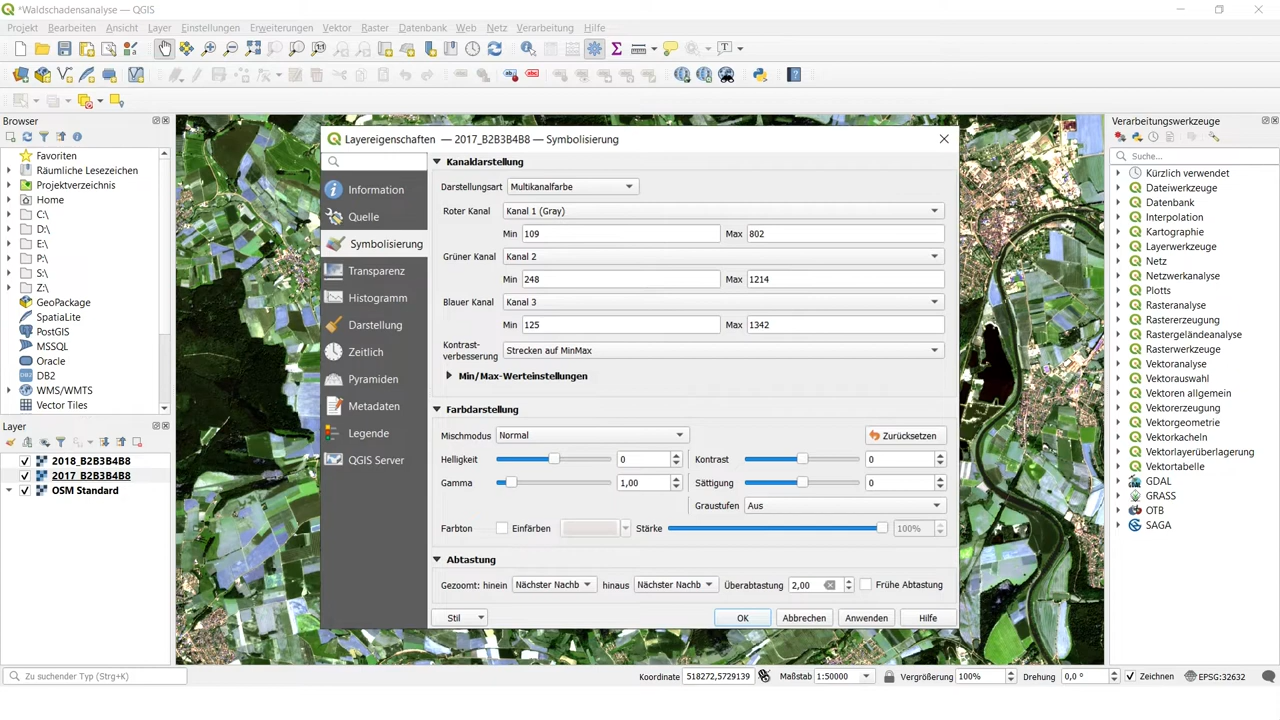 *Waldschadensanalyse — QGIS
Projekt Bearbeiten Ansicht Layer Einstellungen Erweiterungen Vektor Raster Datenbank Web Netz Verarbeitung Hilfe
Browser
Favoriten
Räumliche Lesezeichen
Projektverzeichnis
Home
C:\
D:\
E:\
P:\
S:\
Z:\
GeoPackage
SpatiaLite
PostGIS
MSSQL
Oracle
DB2
WMS/WMTS
Vector Tiles
Layer
2018_B2B3B4B8
2017_B2B3B4B8
OSM Standard
Layereigenschaften — 2017_B2B3B4B8 — Symbolisierung
Information
Quelle
Symbolisierung
Transparenz
Histogramm
Darstellung
Zeitlich
Pyramiden
Metadaten
Legende
QGIS Server
Kanaldarstellung
Darstellungsart Multikanalfarbe
Roter Kanal Kanal 1 (Gray)
Min 109 Max 802
Grüner Kanal Kanal 2
Min 248 Max 1214
Blauer Kanal Kanal 3
Min 125 Max 1342
Kontrast-
verbesserung Strecken auf MinMax
Min/Max-Werteinstellungen
Farbdarstellung
Mischmodus Normal Zurücksetzen
Helligkeit 0 Kontrast 0
Gamma 1,00 Sättigung 0
Graustufen Aus
Farbton Einfärben Stärke 100%
Abtastung
Gezoomt: hinein Nächster Nachb hinaus Nächster Nachb Überabtastung 2,00 Frühe Abtastung
Stil OK Abbrechen Anwenden Hilfe
Verarbeitungswerkzeuge
Suche...
Kürzlich verwendet
Dateiwerkzeuge
Datenbank
Interpolation
Kartographie
Layerwerkzeuge
Netz
Netzwerkanalyse
Plotts
Rasteranalyse
Rastererzeugung
Rastergeländeanalyse
Rasterwerkzeuge
Vektoranalyse
Vektorauswahl
Vektoren allgemein
Vektorerzeugung
Vektorgeometrie
Vektorkacheln
Vektorlayerüberlagerung
Vektortabelle
GDAL
GRASS
OTB
SAGA
Zu suchender Typ (Strg+K) Koordinate 518272,5729139 Maßstab 1:50000 Vergrößerung 100% Drehung 0,0 ° Zeichnen EPSG:32632